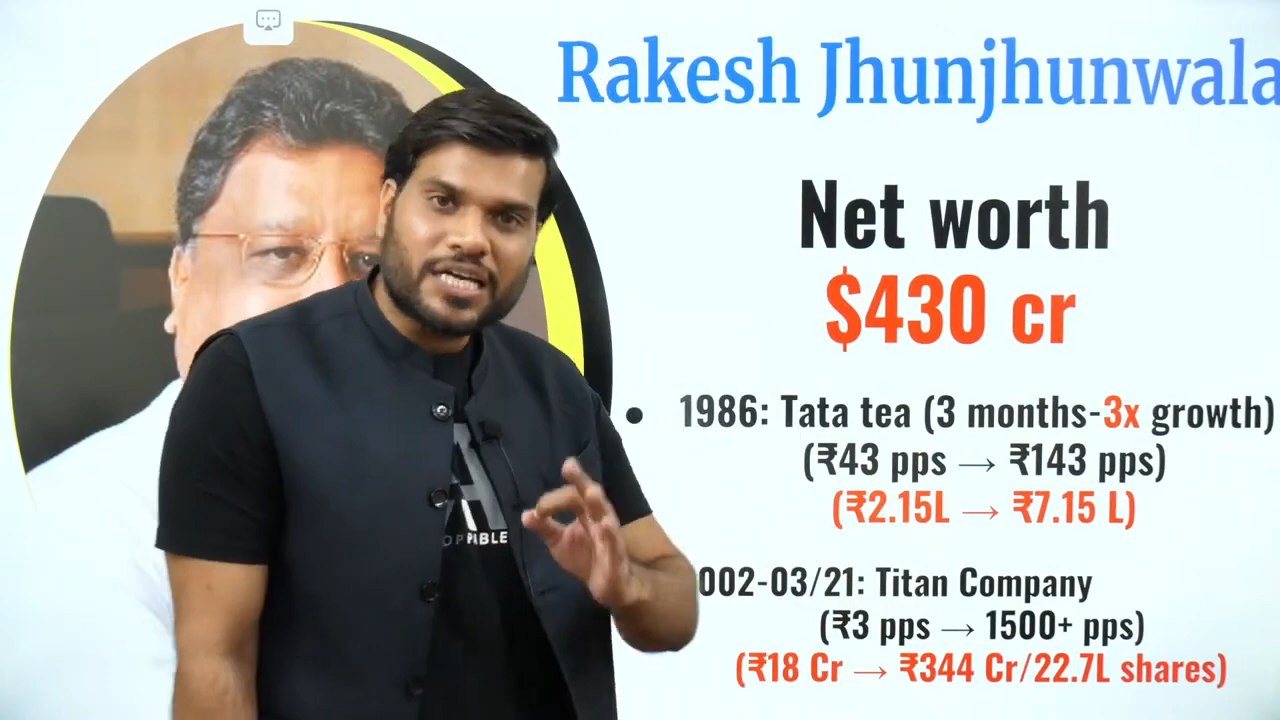 Rakesh Jhunjhunwala
Net worth
$430 cr
• 1986: Tata tea (3 months-3x growth)
(₹43 pps → ₹143 pps)
(₹2.15L → ₹7.15 L)
002-03/21: Titan Company
(₹3 pps → 1500+ pps)
(₹18 Cr → ₹344 Cr/22.7L shares)